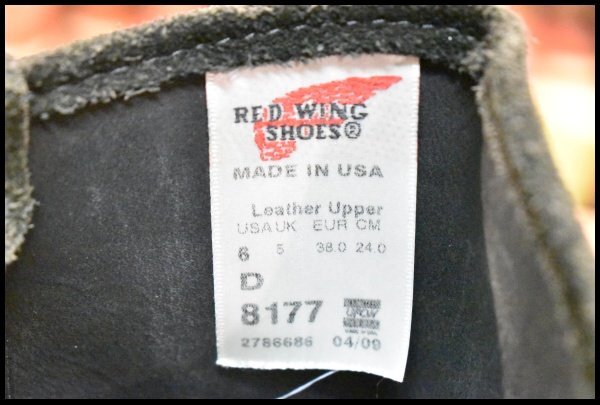 RED WING
SHOES®
MADE IN USA
Leather Upper
USA UK EUR CM
6 5 38.0 24.0
D
8177 UFCW
2786686 04/09